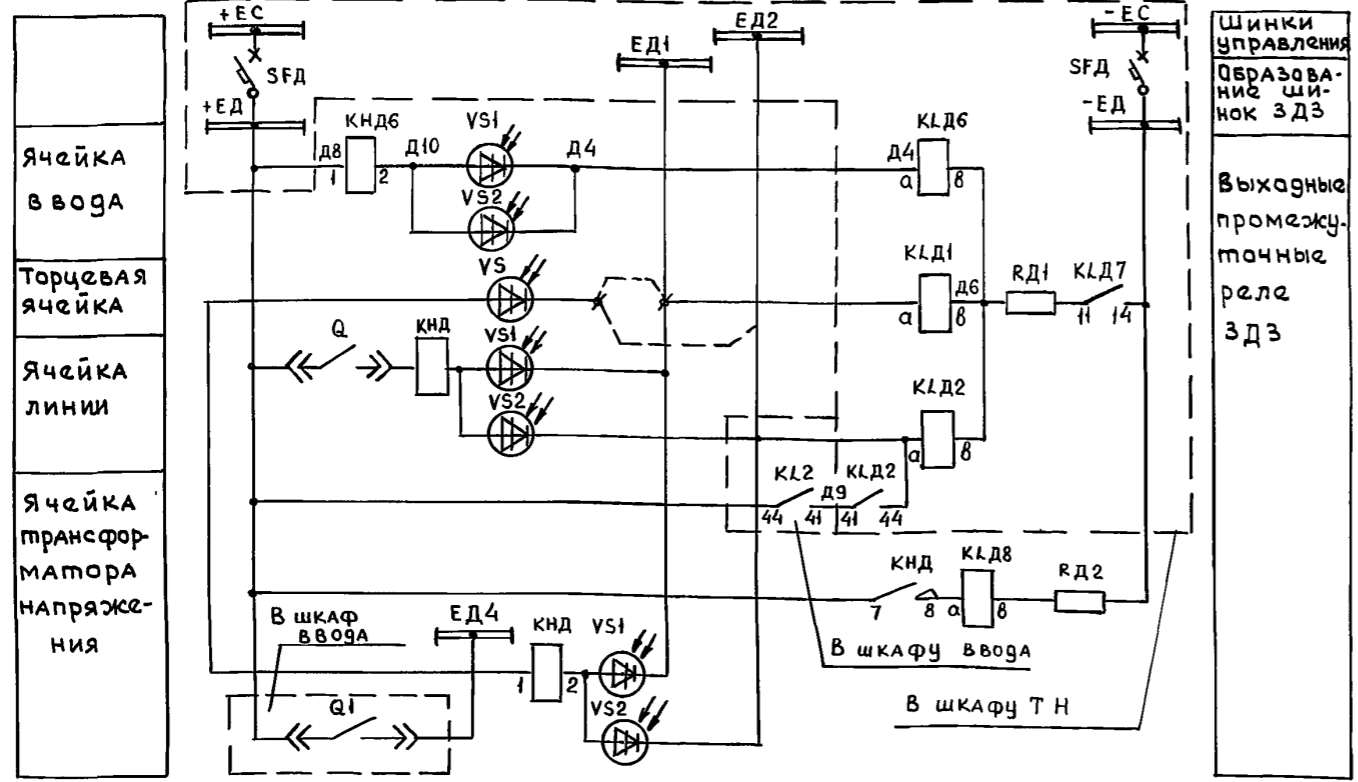 +ЕС
SFД
+ЕД
ЕД1
ЕД2
-ЕС
SFД
-ЕД
Шинки
управления
Образова-
ние ши-
нок ЗДЗ
Ячейка
ввода
Д8
1
КНД6
2
Д10
VS1
VS2
Д4
Д4
а
KLД6
в
Выходные
промежу-
точные
реле
ЗДЗ
Торцевая
ячейка
VS
KLД1
а
Д6
в
RД1
KLД7
11
14
Ячейка
линии
Q
КНД
VS1
VS2
KLД2
а
в
Ячейка
трансфор-
матора
напряже-
ния
KL2
44
41
Д9
KLД2
41
44
КНД
7
8
KLД8
а
в
RД2
В шкаф
ввода
ЕД4
КНД
1
2
VS1
VS2
Q1
В шкафу ввода
В шкафу ТН